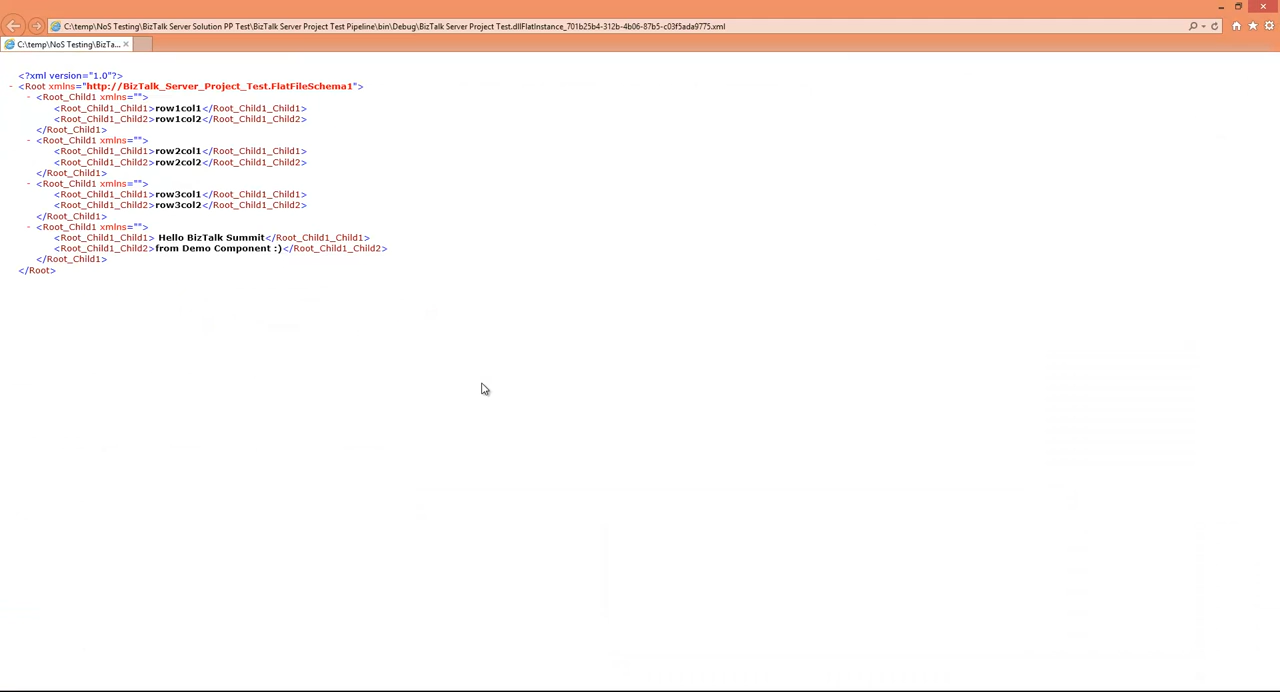 C:\temp\NoS Testing\BizTalk Server Solution PP Test\BizTalk Server Project Test Pipeline\bin\Debug\BizTalk Server Project Test.dllFlatInstance_701b25b4-312b-4b06-87b5-c03f5ada9775.xml
C:\temp\NoS Testing\BizTa...
<?xml version="1.0"?>
- <Root xmlns="http://BizTalk_Server_Project_Test.FlatFileSchema1">
- <Root_Child1 xmlns="">
<Root_Child1_Child1>row1col1</Root_Child1_Child1>
<Root_Child1_Child2>row1col2</Root_Child1_Child2>
</Root_Child1>
- <Root_Child1 xmlns="">
<Root_Child1_Child1>row2col1</Root_Child1_Child1>
<Root_Child1_Child2>row2col2</Root_Child1_Child2>
</Root_Child1>
- <Root_Child1 xmlns="">
<Root_Child1_Child1>row3col1</Root_Child1_Child1>
<Root_Child1_Child2>row3col2</Root_Child1_Child2>
</Root_Child1>
- <Root_Child1 xmlns="">
<Root_Child1_Child1> Hello BizTalk Summit</Root_Child1_Child1>
<Root_Child1_Child2>from Demo Component :)</Root_Child1_Child2>
</Root_Child1>
</Root>